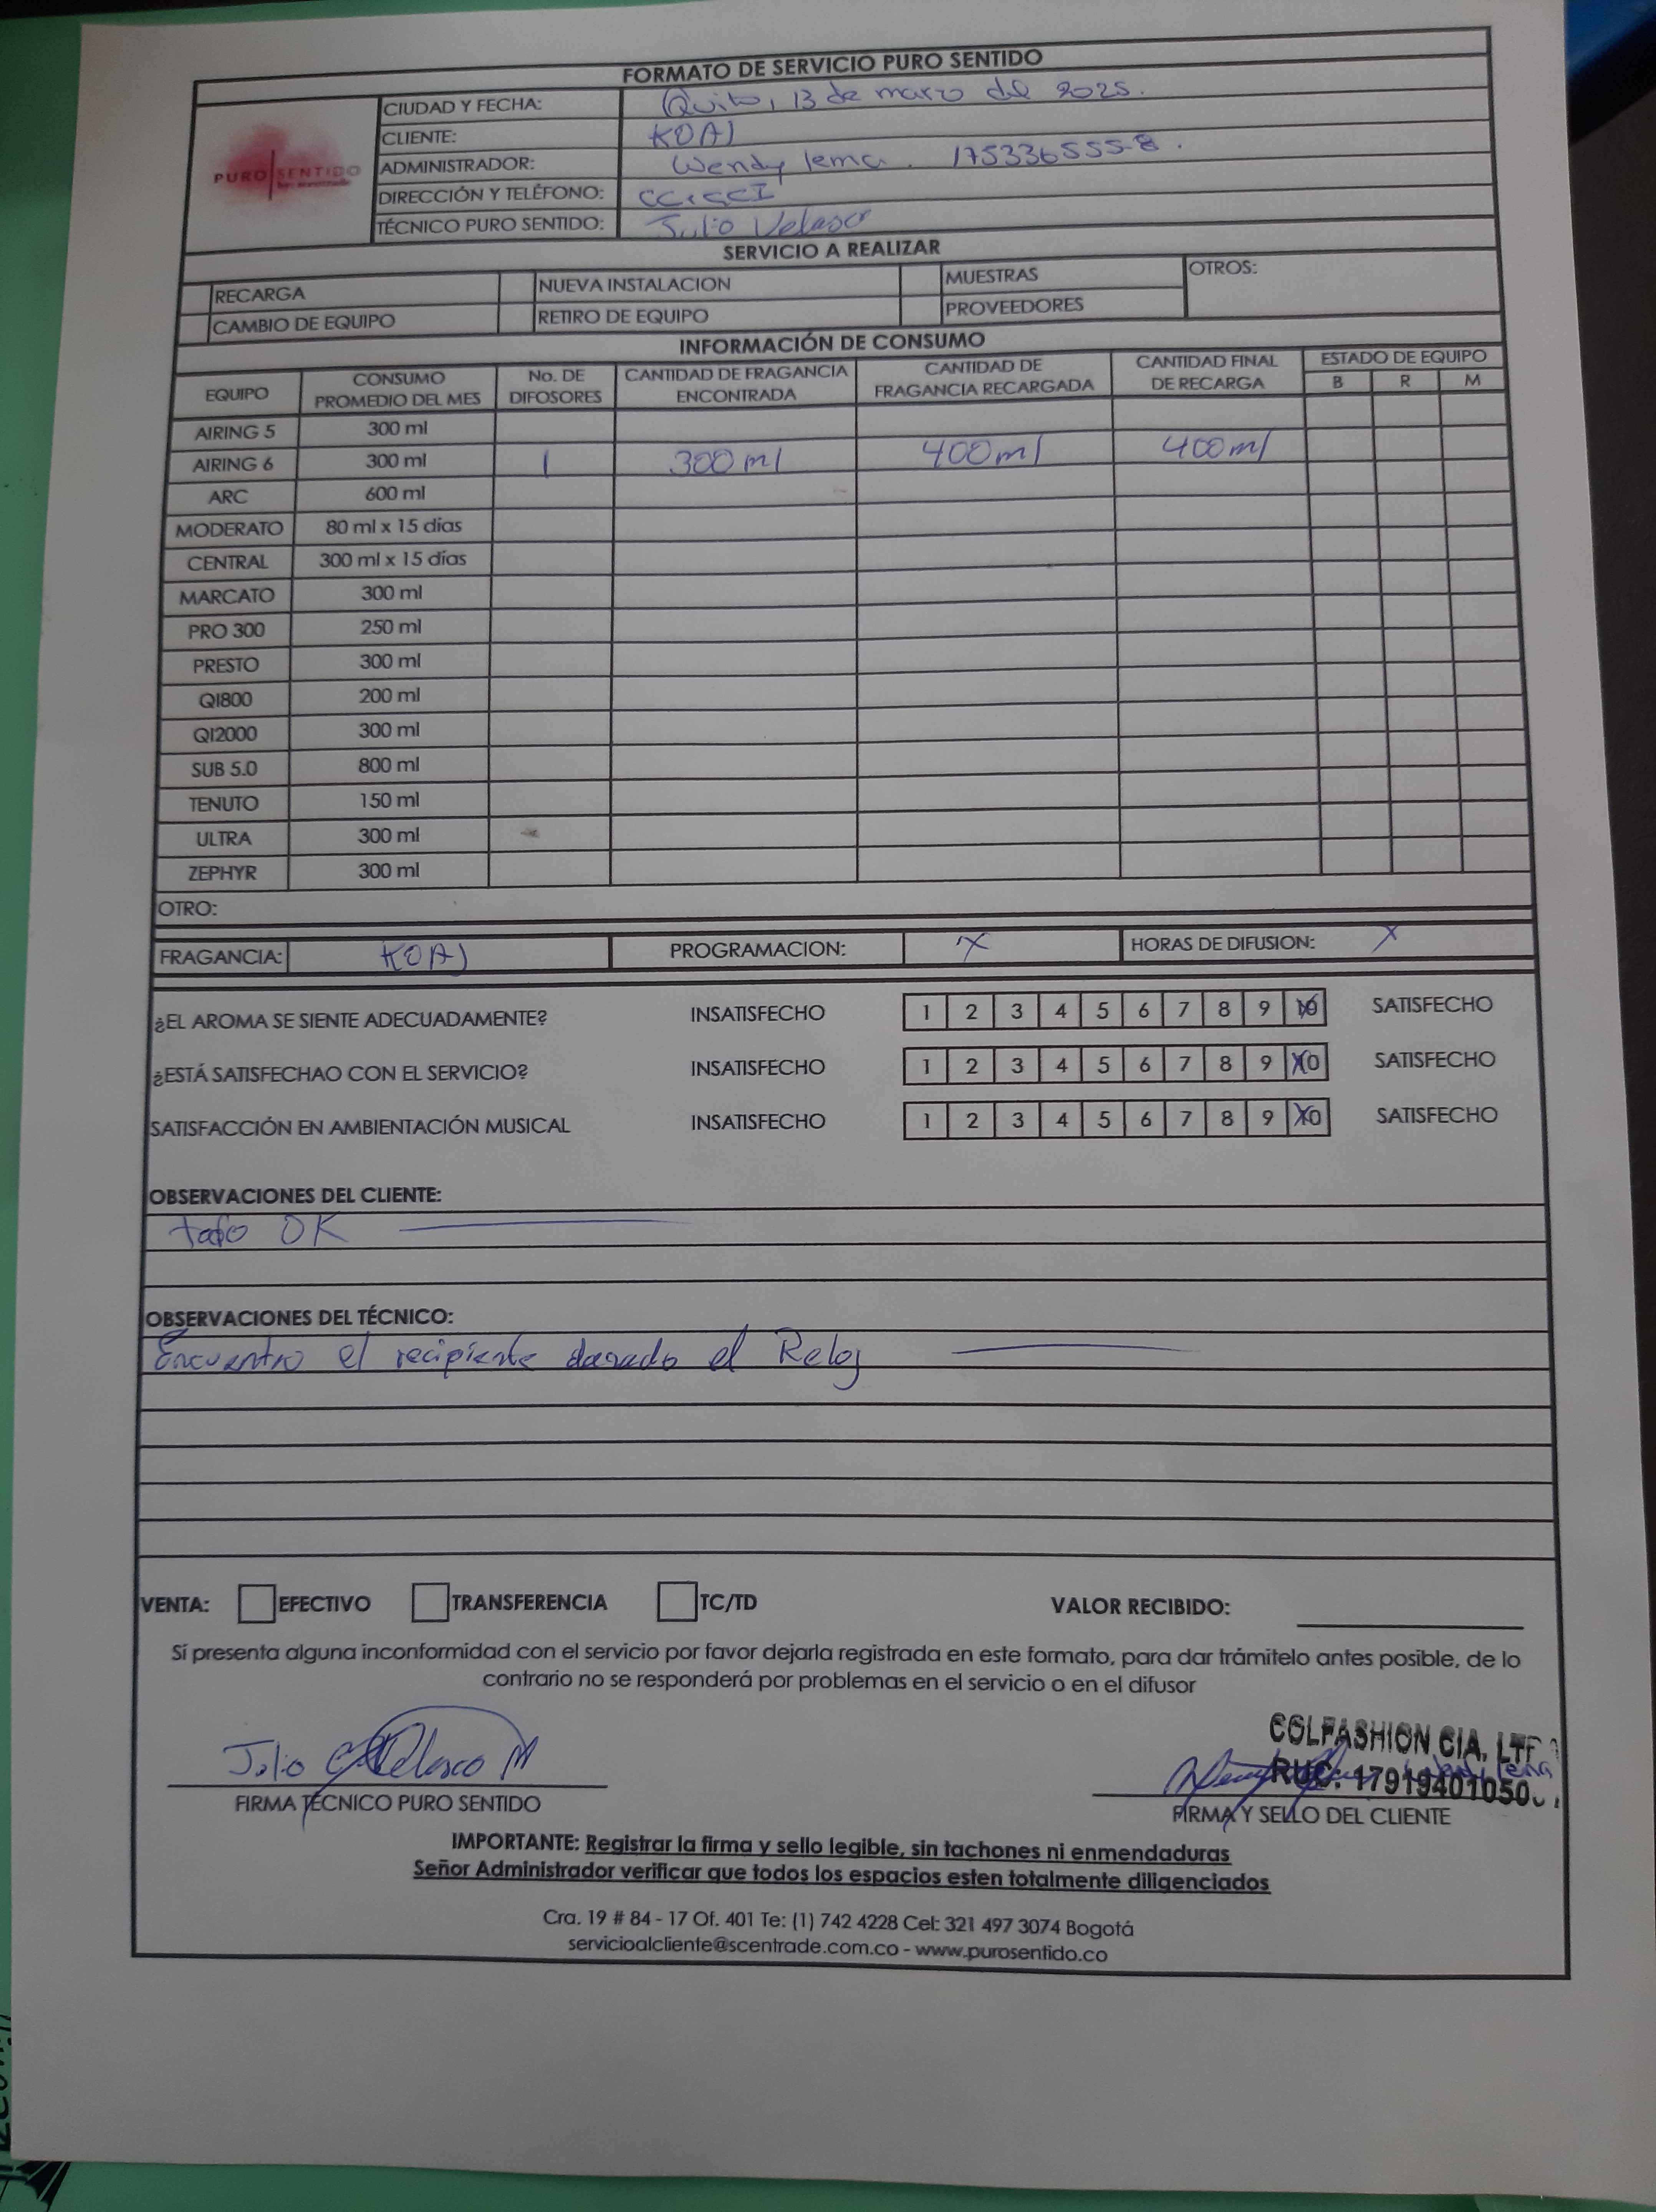 FORMATO DE SERVICIO PURO SENTIDO
PURO SENTIDO
CIUDAD Y FECHA: Quito, 13 de marzo del 2025.
CLIENTE: KOAJ
ADMINISTRADOR: Wendy lema. 175336555-8.
DIRECCIÓN Y TELÉFONO:
TÉCNICO PURO SENTIDO: Julio Velasco
SERVICIO A REALIZAR
RECARGA NUEVA INSTALACION MUESTRAS OTROS:
CAMBIO DE EQUIPO RETIRO DE EQUIPO PROVEEDORES
INFORMACIÓN DE CONSUMO
EQUIPO CONSUMO PROMEDIO DEL MES No. DE DIFOSORES CANTIDAD DE FRAGANCIA ENCONTRADA CANTIDAD DE FRAGANCIA RECARGADA CANTIDAD FINAL DE RECARGA ESTADO DE EQUIPO B R M
AIRING 5 300 ml
AIRING 6 300 ml 1 300 ml 400 ml 400 ml
ARC 600 ml
MODERATO 80 ml x 15 días
CENTRAL 300 ml x 15 días
MARCATO 300 ml
PRO 300 250 ml
PRESTO 300 ml
QI800 200 ml
QI2000 300 ml
SUB 5.0 800 ml
TENUTO 150 ml
ULTRA 300 ml
ZEPHYR 300 ml
OTRO:
FRAGANCIA: KOAJ PROGRAMACION: X HORAS DE DIFUSION: X
¿EL AROMA SE SIENTE ADECUADAMENTE? INSATISFECHO 1 2 3 4 5 6 7 8 9 10 SATISFECHO
¿ESTÁ SATISFECHAO CON EL SERVICIO? INSATISFECHO 1 2 3 4 5 6 7 8 9 10 SATISFECHO
SATISFACCIÓN EN AMBIENTACIÓN MUSICAL INSATISFECHO 1 2 3 4 5 6 7 8 9 10 SATISFECHO
OBSERVACIONES DEL CLIENTE:
todo OK
OBSERVACIONES DEL TÉCNICO:
Encuentro el recipiente danado el Reloj
VENTA: EFECTIVO TRANSFERENCIA TC/TD VALOR RECIBIDO:
Sí presenta alguna inconformidad con el servicio por favor dejarla registrada en este formato, para dar trámitelo antes posible, de lo
contrario no se responderá por problemas en el servicio o en el difusor
Julio Velasco M
COLFASHION CIA. LTD
RUC: 1791940105001
FIRMA TÉCNICO PURO SENTIDO
FIRMA Y SELLO DEL CLIENTE
IMPORTANTE: Registrar la firma y sello legible, sin tachones ni enmendaduras
Señor Administrador verificar que todos los espacios esten totalmente diligenciados
Cra. 19 # 84 - 17 Of. 401 Te: (1) 742 4228 Cel: 321 497 3074 Bogotá
servicioalcliente@scentrade.com.co - www.purosentido.co